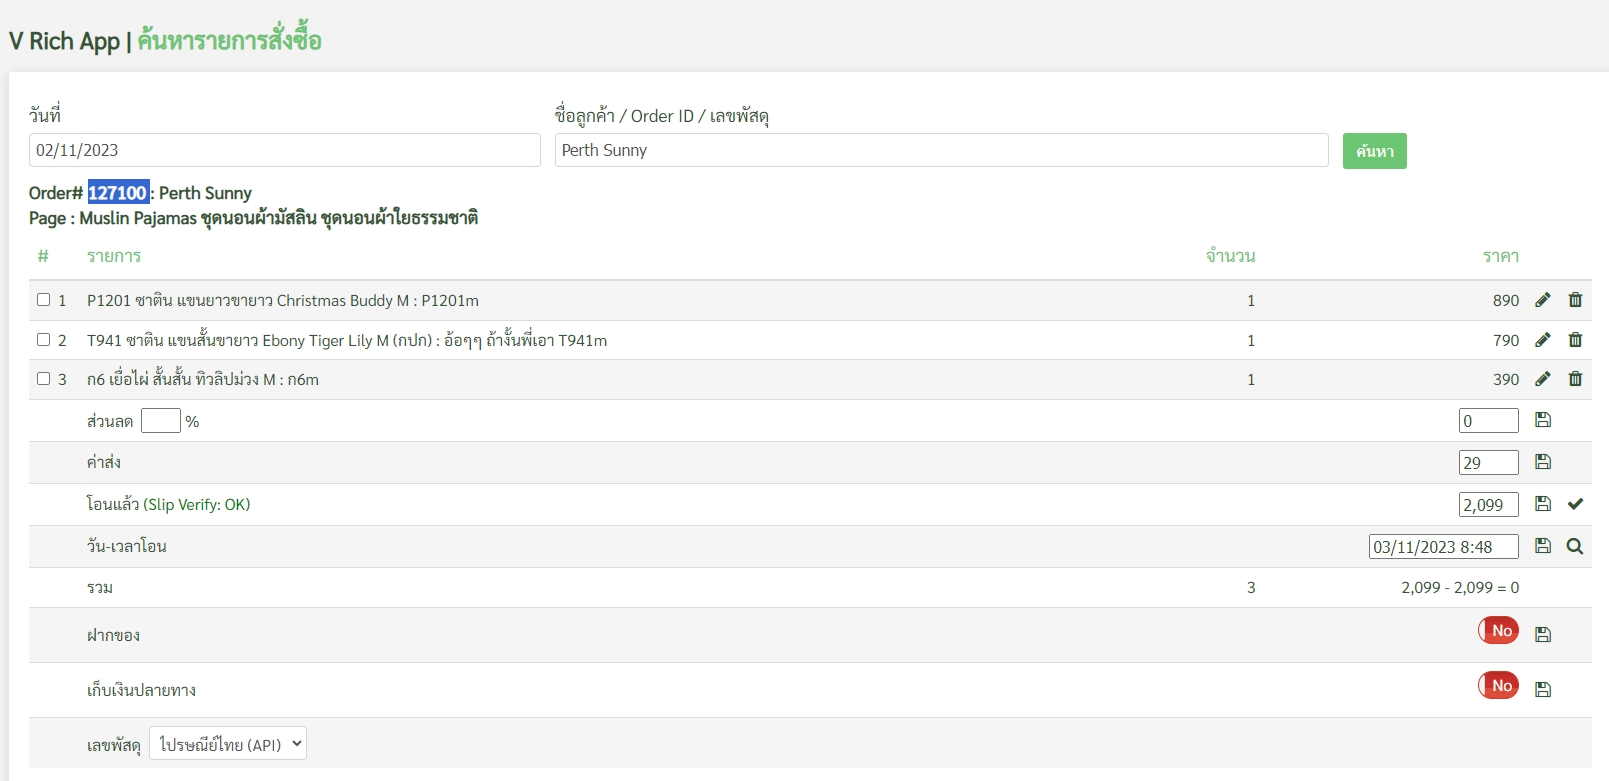 V Rich App | ค้นหารายการสั่งซื้อ
วันที่ ชื่อลูกค้า / Order ID / เลขพัสดุ
02/11/2023 Perth Sunny ค้นหา
Order# 127100 : Perth Sunny
Page : Muslin Pajamas ชุดนอนผ้ามัสลิน ชุดนอนผ้าใยธรรมชาติ
# รายการ จำนวน ราคา
1 P1201 ซาติน แขนยาวขายาว Christmas Buddy M : P1201m 1 890
2 T941 ซาติน แขนสั้นขายาว Ebony Tiger Lily M (กปก) : อ้อๆๆ ถ้างั้นพี่เอา T941m 1 790
3 ก6 เยื่อไผ่ สั้นสั้น ทิวลิปม่วง M : ก6m 1 390
ส่วนลด % 0
ค่าส่ง 29
โอนแล้ว (Slip Verify: OK) 2,099
วัน-เวลาโอน 03/11/2023 8:48
รวม 3 2,099 - 2,099 = 0
ฝากของ No
เก็บเงินปลายทาง No
เลขพัสดุ ไปรษณีย์ไทย (API)